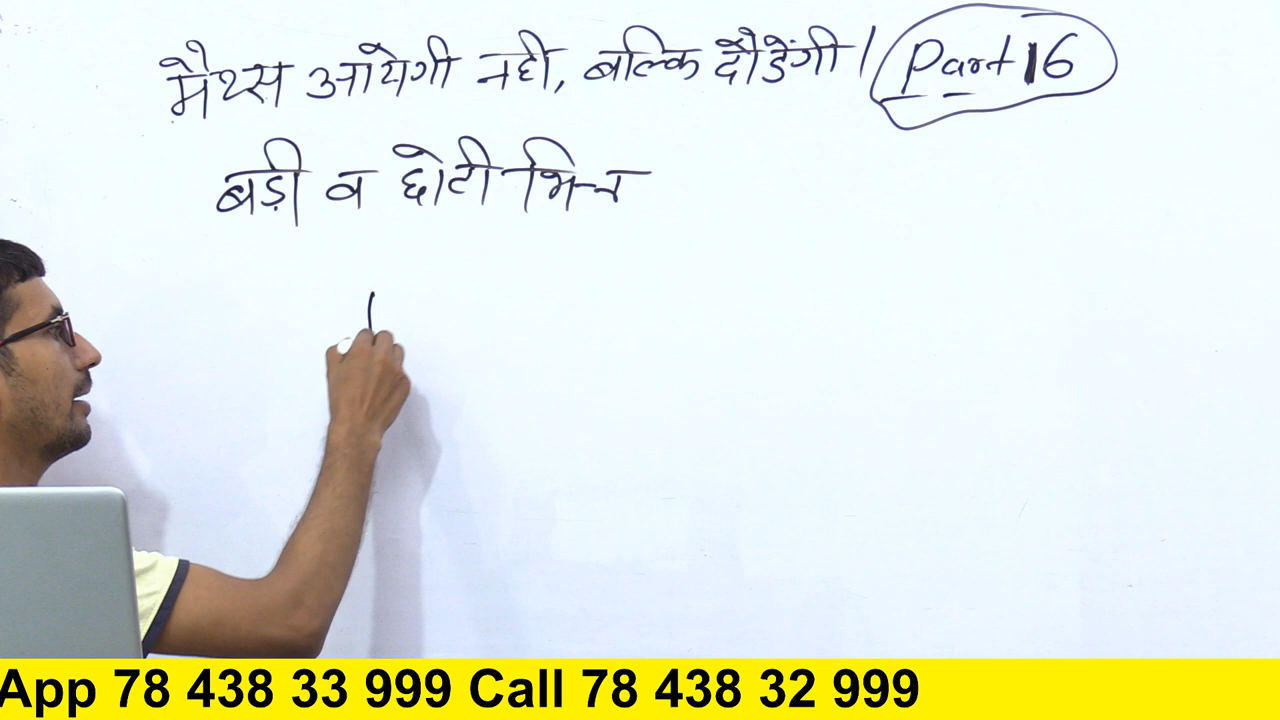 मैथ्स आयेगी नही, बल्कि दौडेंगी। Part 16
बड़ी व छोटी भिन्न
App 78 438 33 999 Call 78 438 32 999